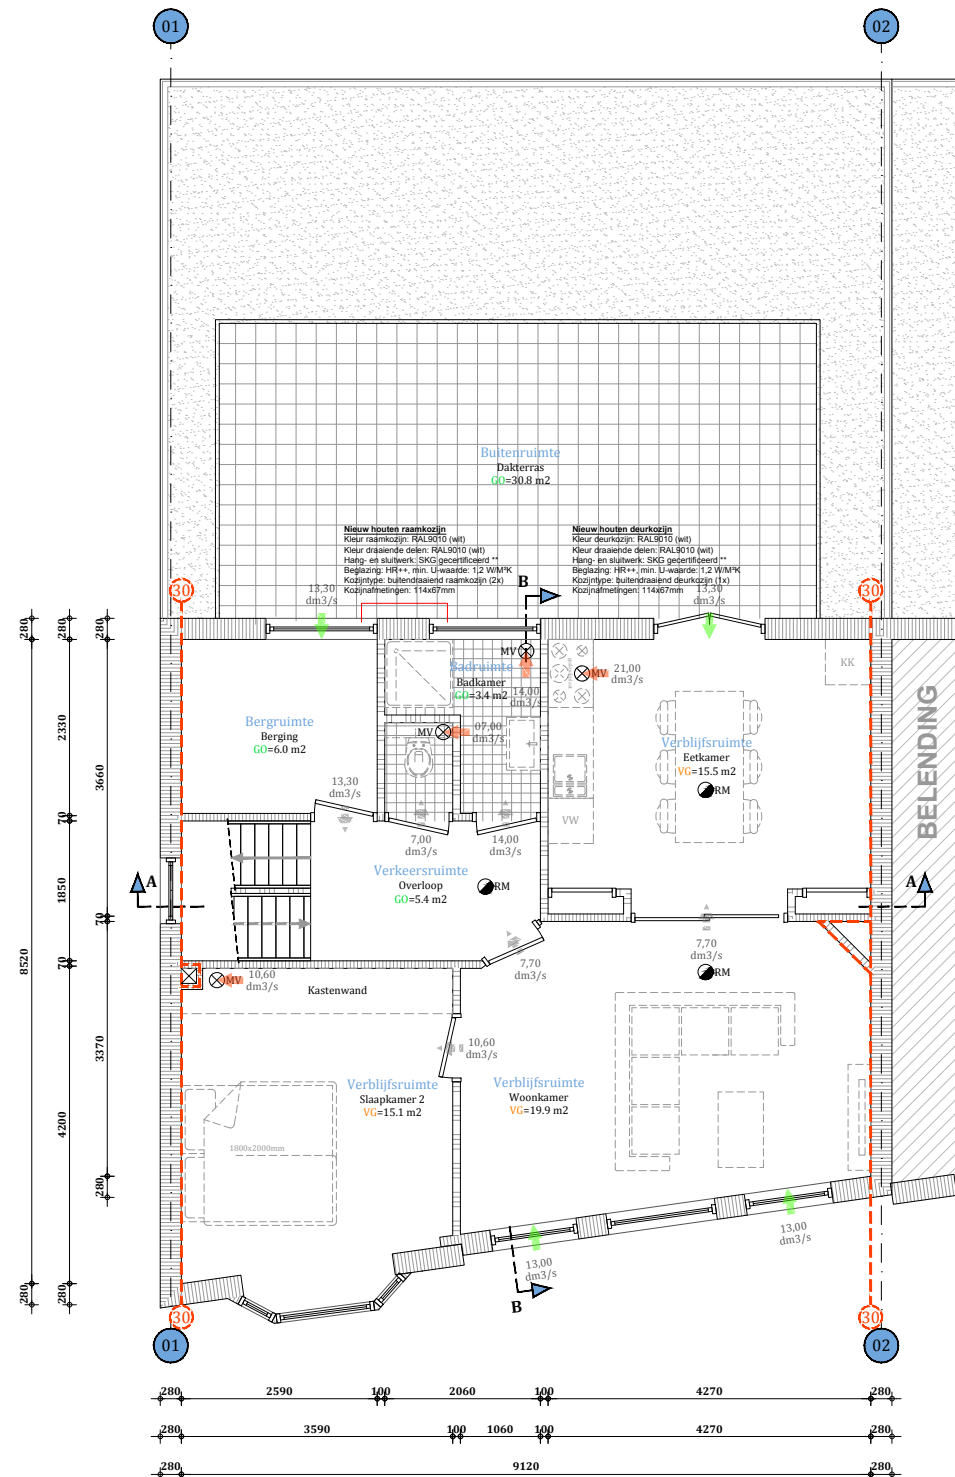 01
02
Buitenruimte
Dakterras
GO=30.8 m2
Nieuw houten raamkozijn
Kleur raamkozijn: RAL9010 (wit)
Kleur draaiende delen: RAL9010 (wit)
Hang- en sluitwerk: SKG gecertificeerd **
Beglazing: HR++, min. U-waarde: 1,2 W/M²K
Kozijntype: buitendraaiend raamkozijn (2x)
Kozijnafmetingen: 114x67mm
Nieuw houten deurkozijn
Kleur deurkozijn: RAL9010 (wit)
Kleur draaiende delen: RAL9010 (wit)
Hang- en sluitwerk: SKG gecertificeerd **
Beglazing: HR++, min. U-waarde: 1,2 W/M²K
Kozijntype: buitendraaiend deurkozijn (1x)
Kozijnafmetingen: 114x67mm
B
30
30
13,30
dm3/s
13,30
dm3/s
280
280
280
MV
Badruimte
Badkamer
GO=3.4 m2
14,00
dm3/s
MV
21,00
dm3/s
KK
MV
07,00
dm3/s
Bergruimte
Berging
GO=6.0 m2
Verblijfsruimte
Eetkamer
VG=15.5 m2
RM
BELENDING
2330
3660
13,30
dm3/s
70
7,00
dm3/s
14,00
dm3/s
VW
Verkeersruimte
Overloop
GO=5.4 m2
RM
A
A
1850
70
8520
70
7,70
dm3/s
7,70
dm3/s
RM
MV
10,60
dm3/s
Kastenwand
10,60
dm3/s
3370
4200
Verblijfsruimte
Slaapkamer 2
VG=15.1 m2
Verblijfsruimte
Woonkamer
VG=19.9 m2
1800x2000mm
280
13,00
dm3/s
13,00
dm3/s
B
280
280
30
30
01
02
280 2590 100 2060 100 4270 280
280 3590 100 1060 100 4270 280
280 9120 280